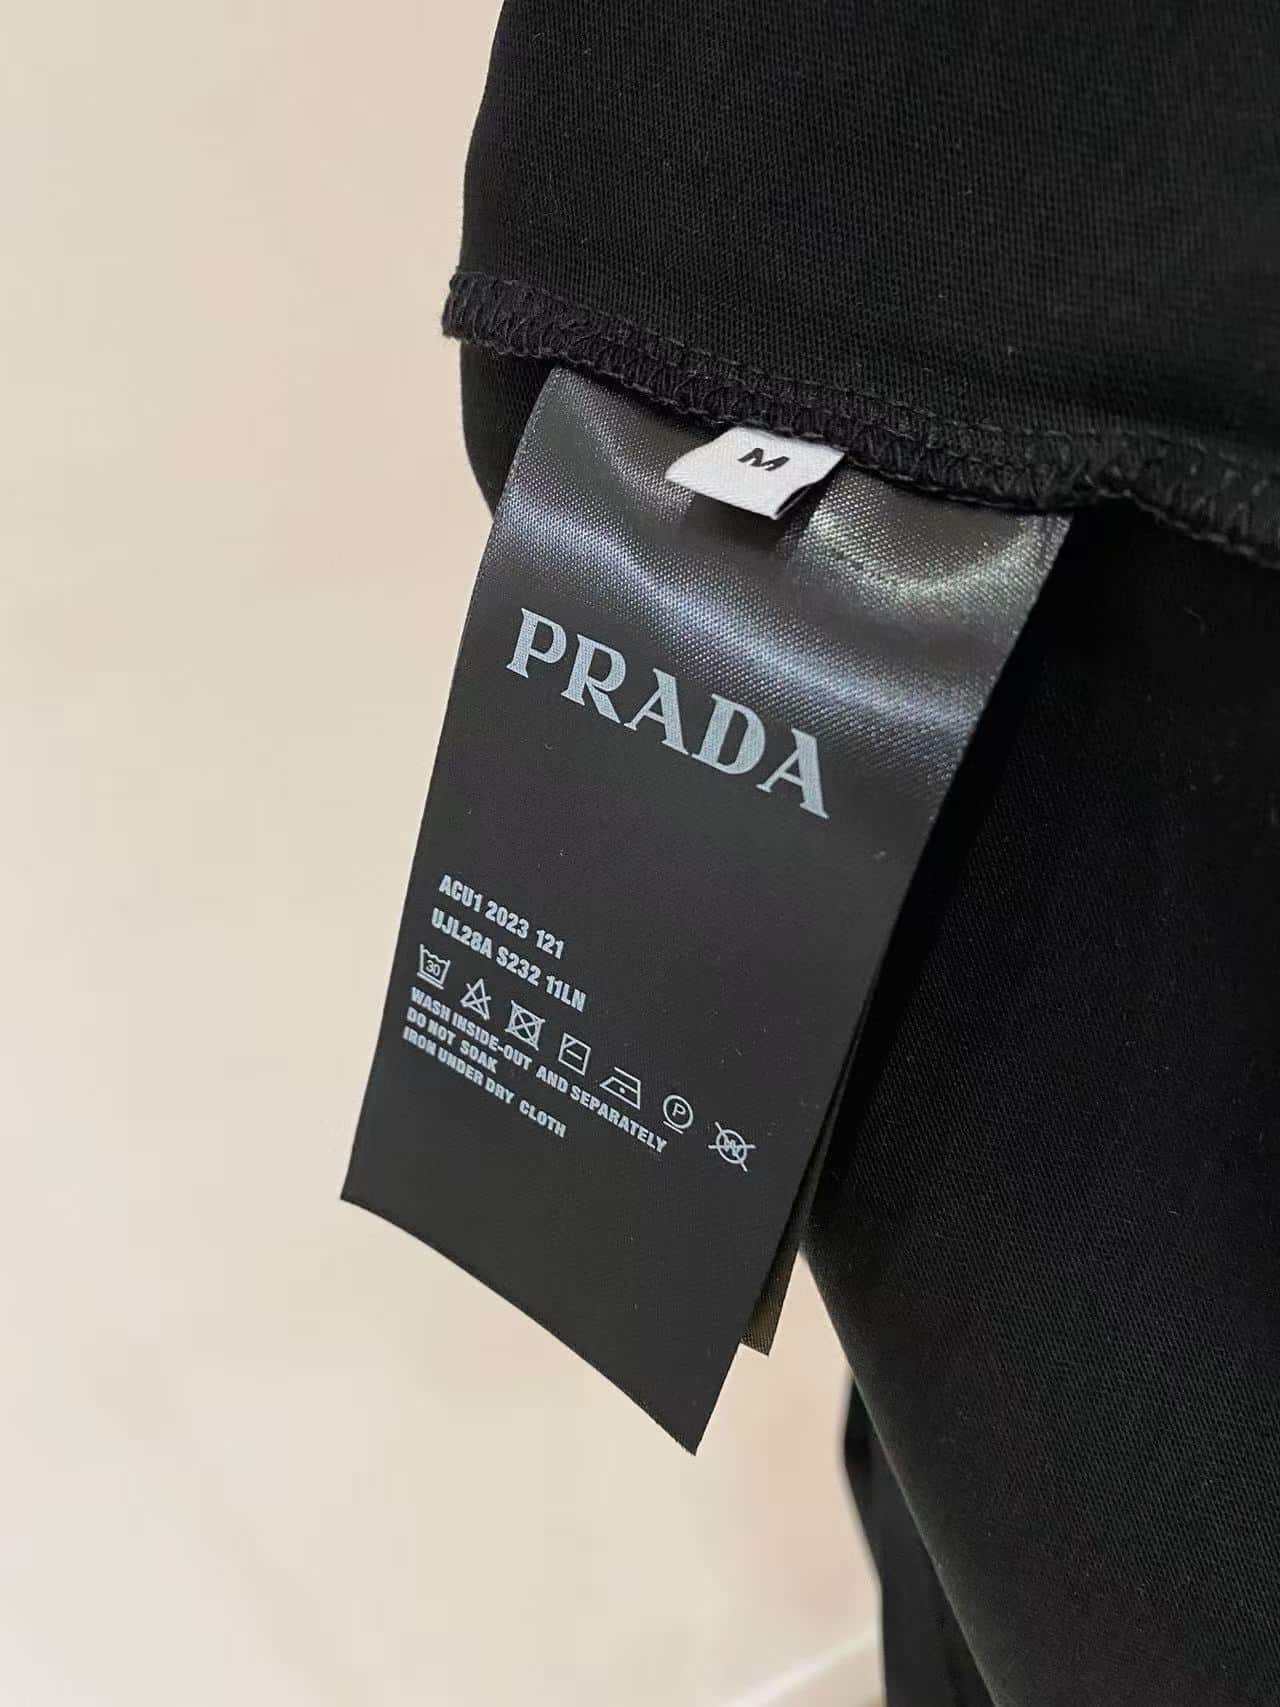 M
PRADA
ACU1 2023 121
UJL28A S232 11LN
30
P
W
WASH INSIDE-OUT AND SEPARATELY
DO NOT SOAK
IRON UNDER DRY CLOTH